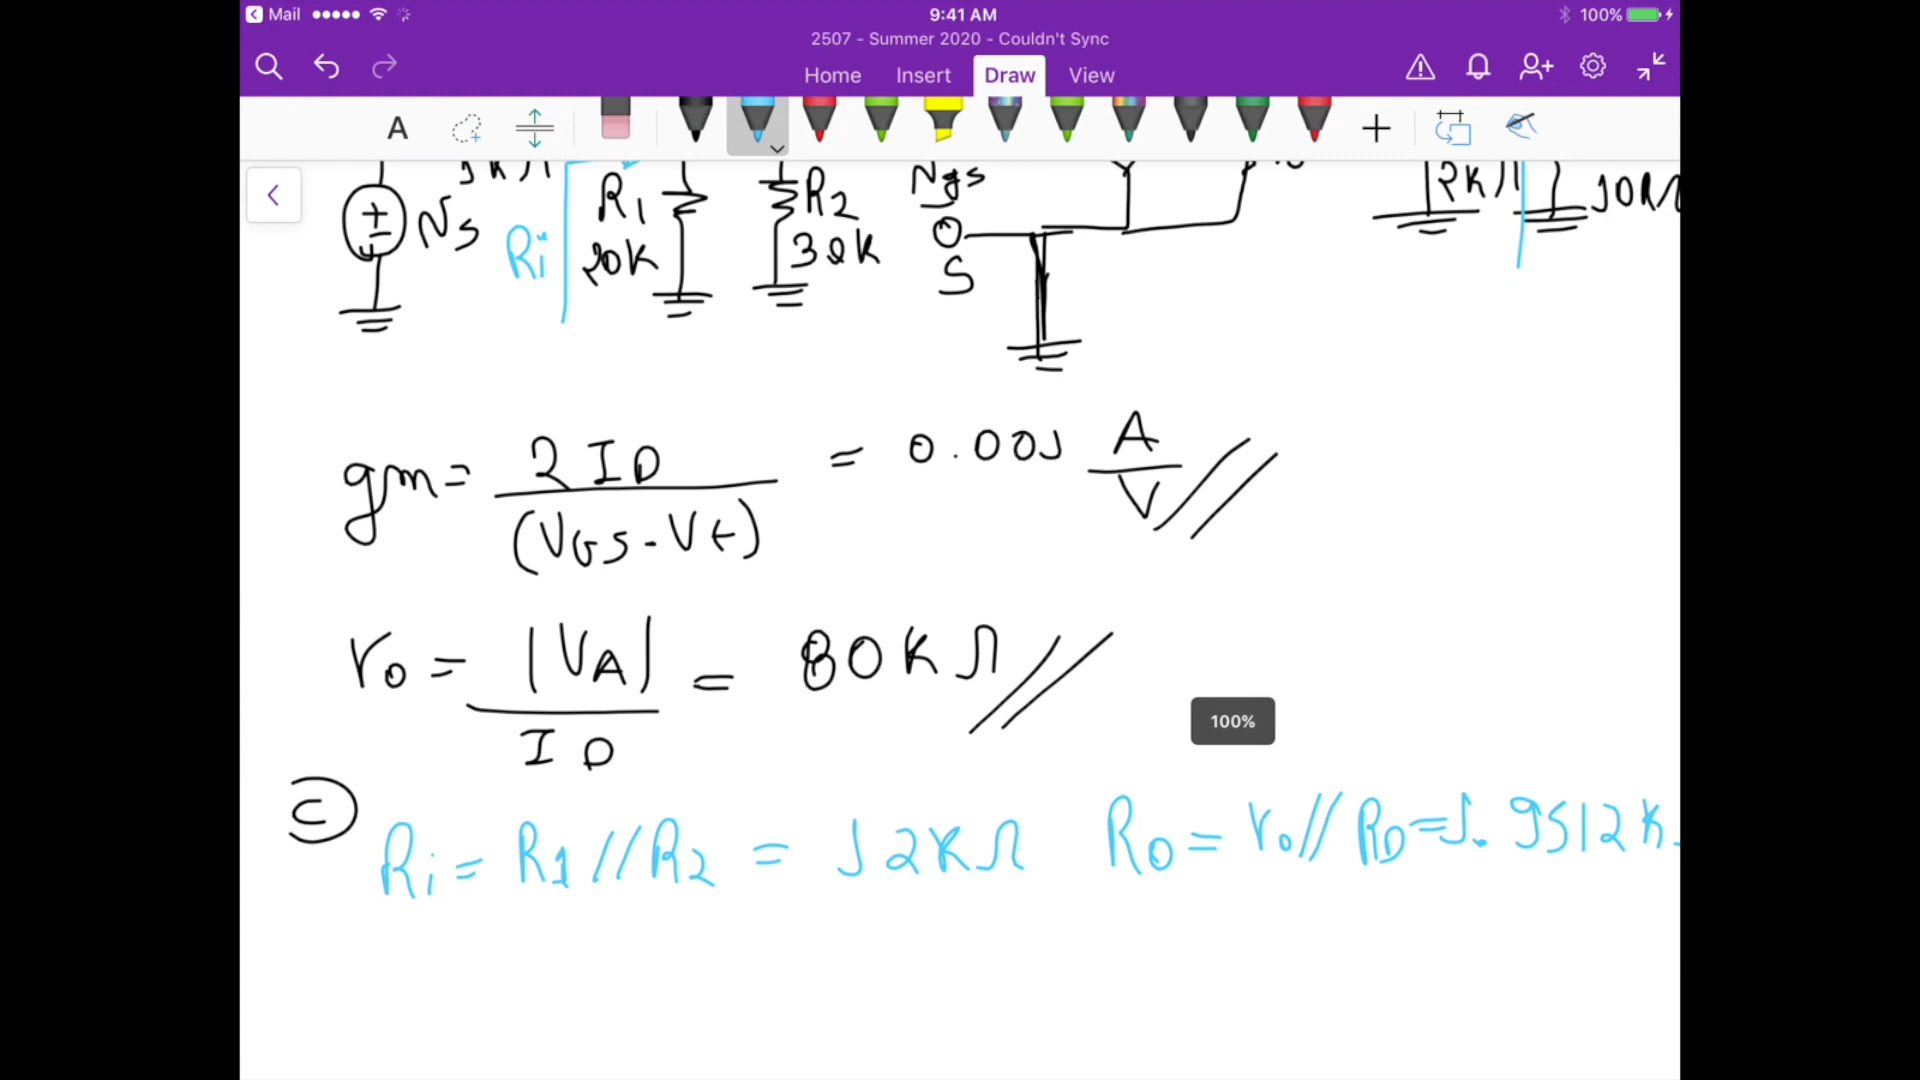 Mail 9:41 AM 100%
2507 - Summer 2020 - Couldn't Sync
Home Insert Draw View
A
Vs Ri R1 20K R2 30K Vgs S 2KΩ 10KΩ
gm = 2ID / (VGS - Vt) = 0.001 A/V //
ro = |VA| / ID = 80KΩ //
100%
C
Ri = R1 // R2 = 12KΩ Ro = ro // RD = 1.9512K